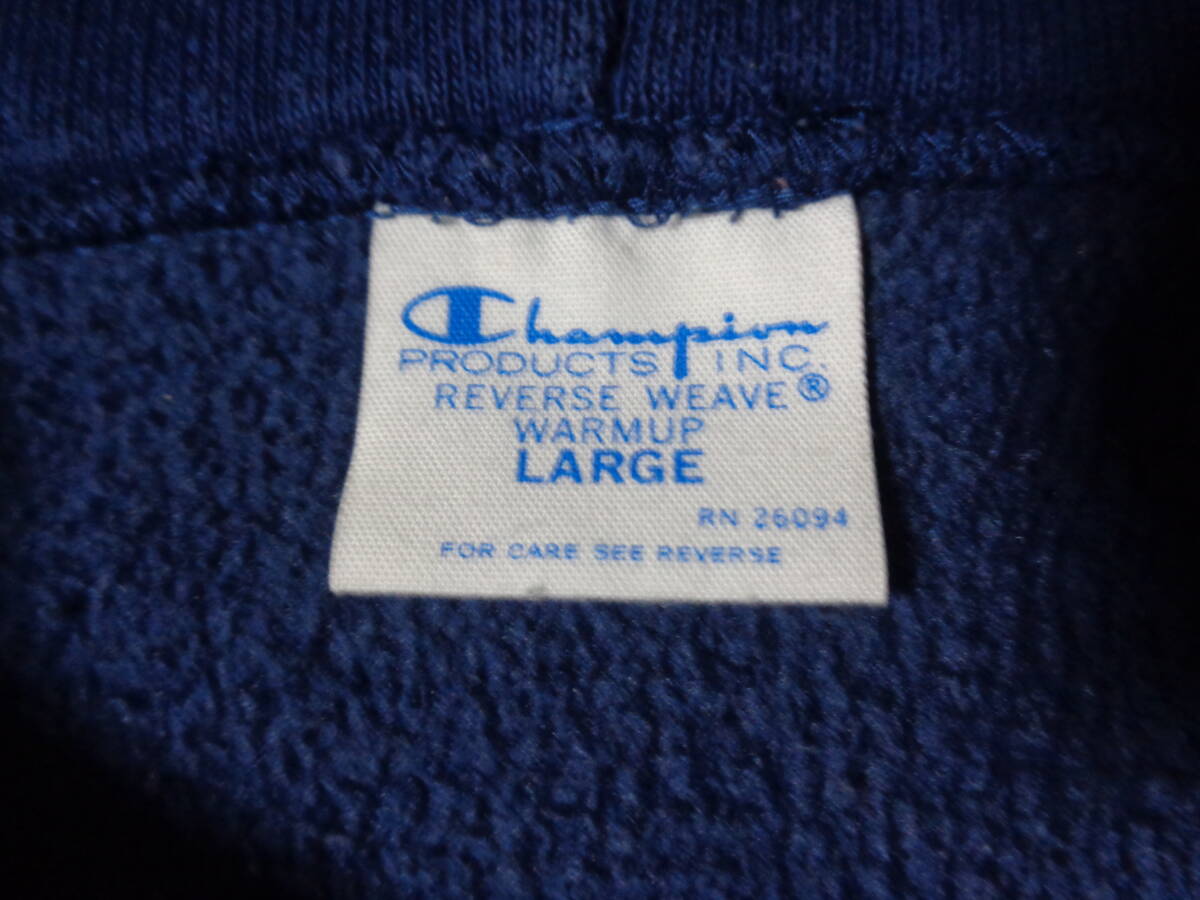 Champion
PRODUCTS INC.
REVERSE WEAVE®
WARMUP
LARGE
RN 26094
FOR CARE SEE REVERSE